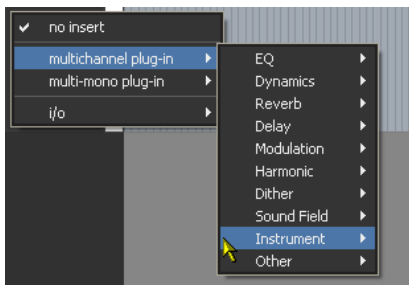 no insert
multichannel plug-in
multi-mono plug-in
i/o
EQ
Dynamics
Reverb
Delay
Modulation
Harmonic
Dither
Sound Field
Instrument
Other